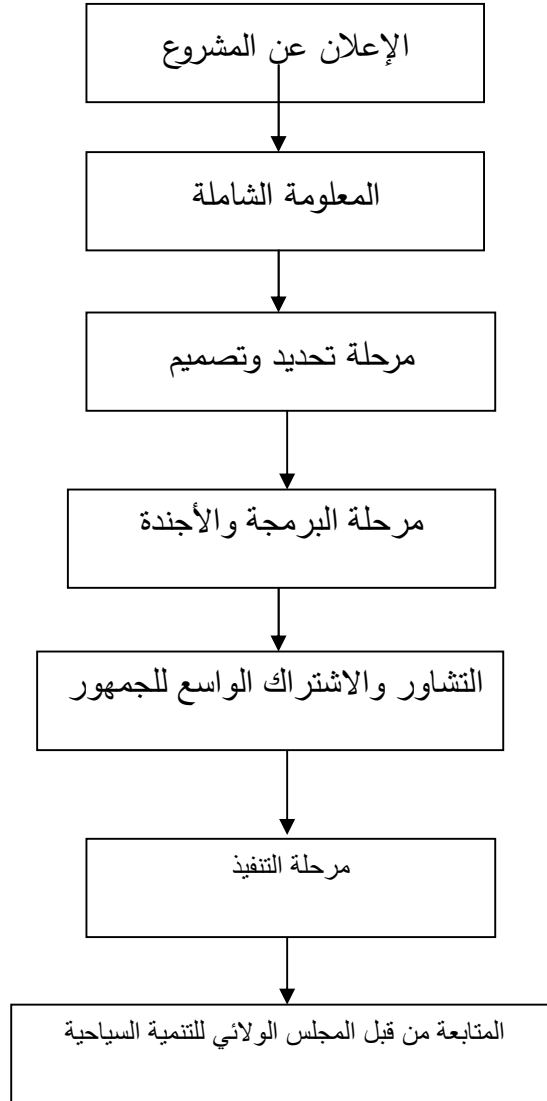 الإعلان عن المشروع
المعلومة الشاملة
مرحلة تحديد وتصميم
مرحلة البرمجة والأجندة
التشاور والاشتراك الواسع للجمهور
مرحلة التنفيذ
المتابعة من قبل المجلس الولائي للتنمية السياحية